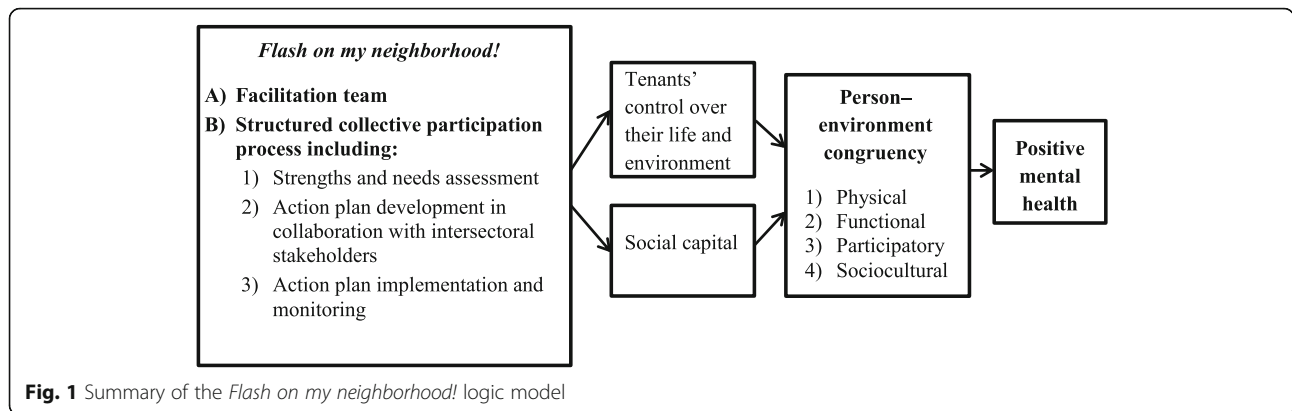 Flash on my neighborhood!
A) Facilitation team
B) Structured collective participation
process including:
1) Strengths and needs assessment
2) Action plan development in
collaboration with intersectoral
stakeholders
3) Action plan implementation and
monitoring
Tenants’
control over
their life and
environment
Social capital
Person–
environment
congruency
1) Physical
2) Functional
3) Participatory
4) Sociocultural
Positive
mental
health
Fig. 1 Summary of the Flash on my neighborhood! logic model